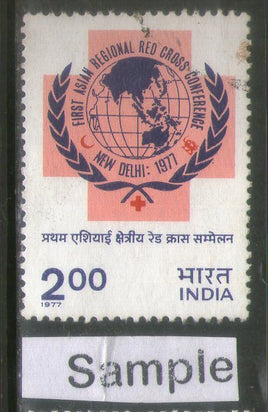 FIRST ASIAN REGIONAL RED CROSS CONFERENCE
NEW DELHI: 1977
प्रथम एशियाई क्षेत्रीय रेड क्रास सम्मेलन
2.00 भारत
1977 INDIA
Sample